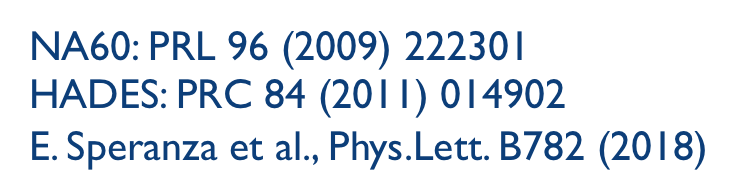 NA60: PRL 96 (2009) 222301
HADES: PRC 84 (2011) 014902
E. Speranza et al., Phys.Lett. B782 (2018)